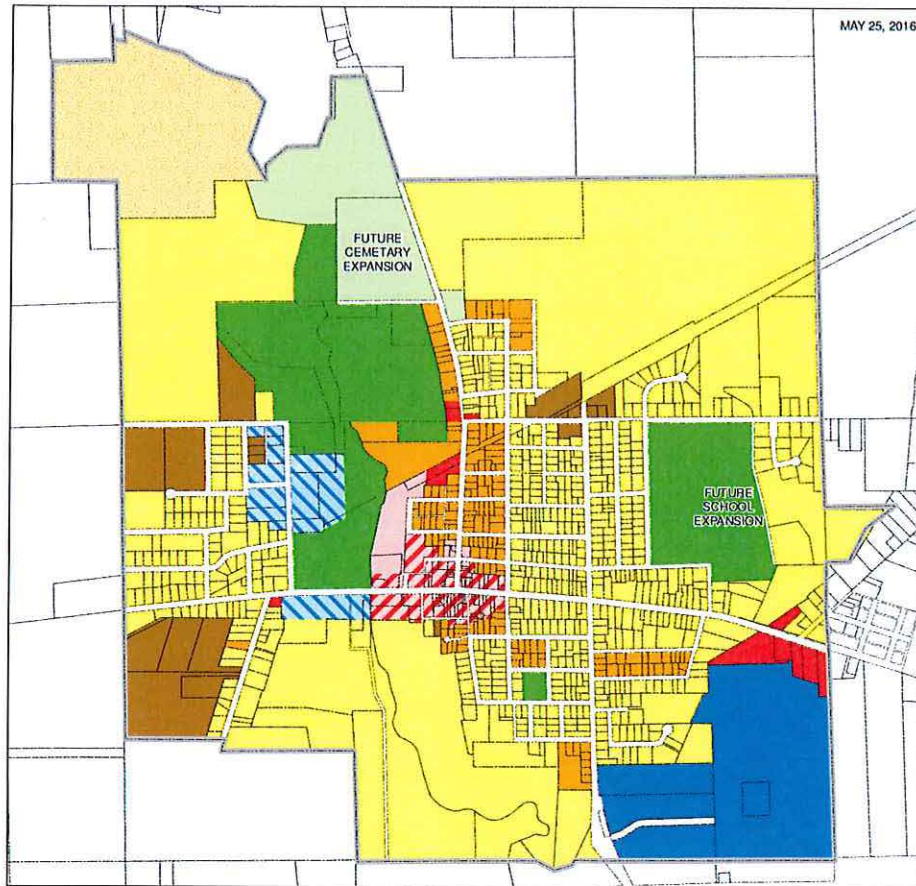 MAY 25, 2016
FUTURE
CEMETARY
EXPANSION
FUTURE
SCHOOL
EXPANSION